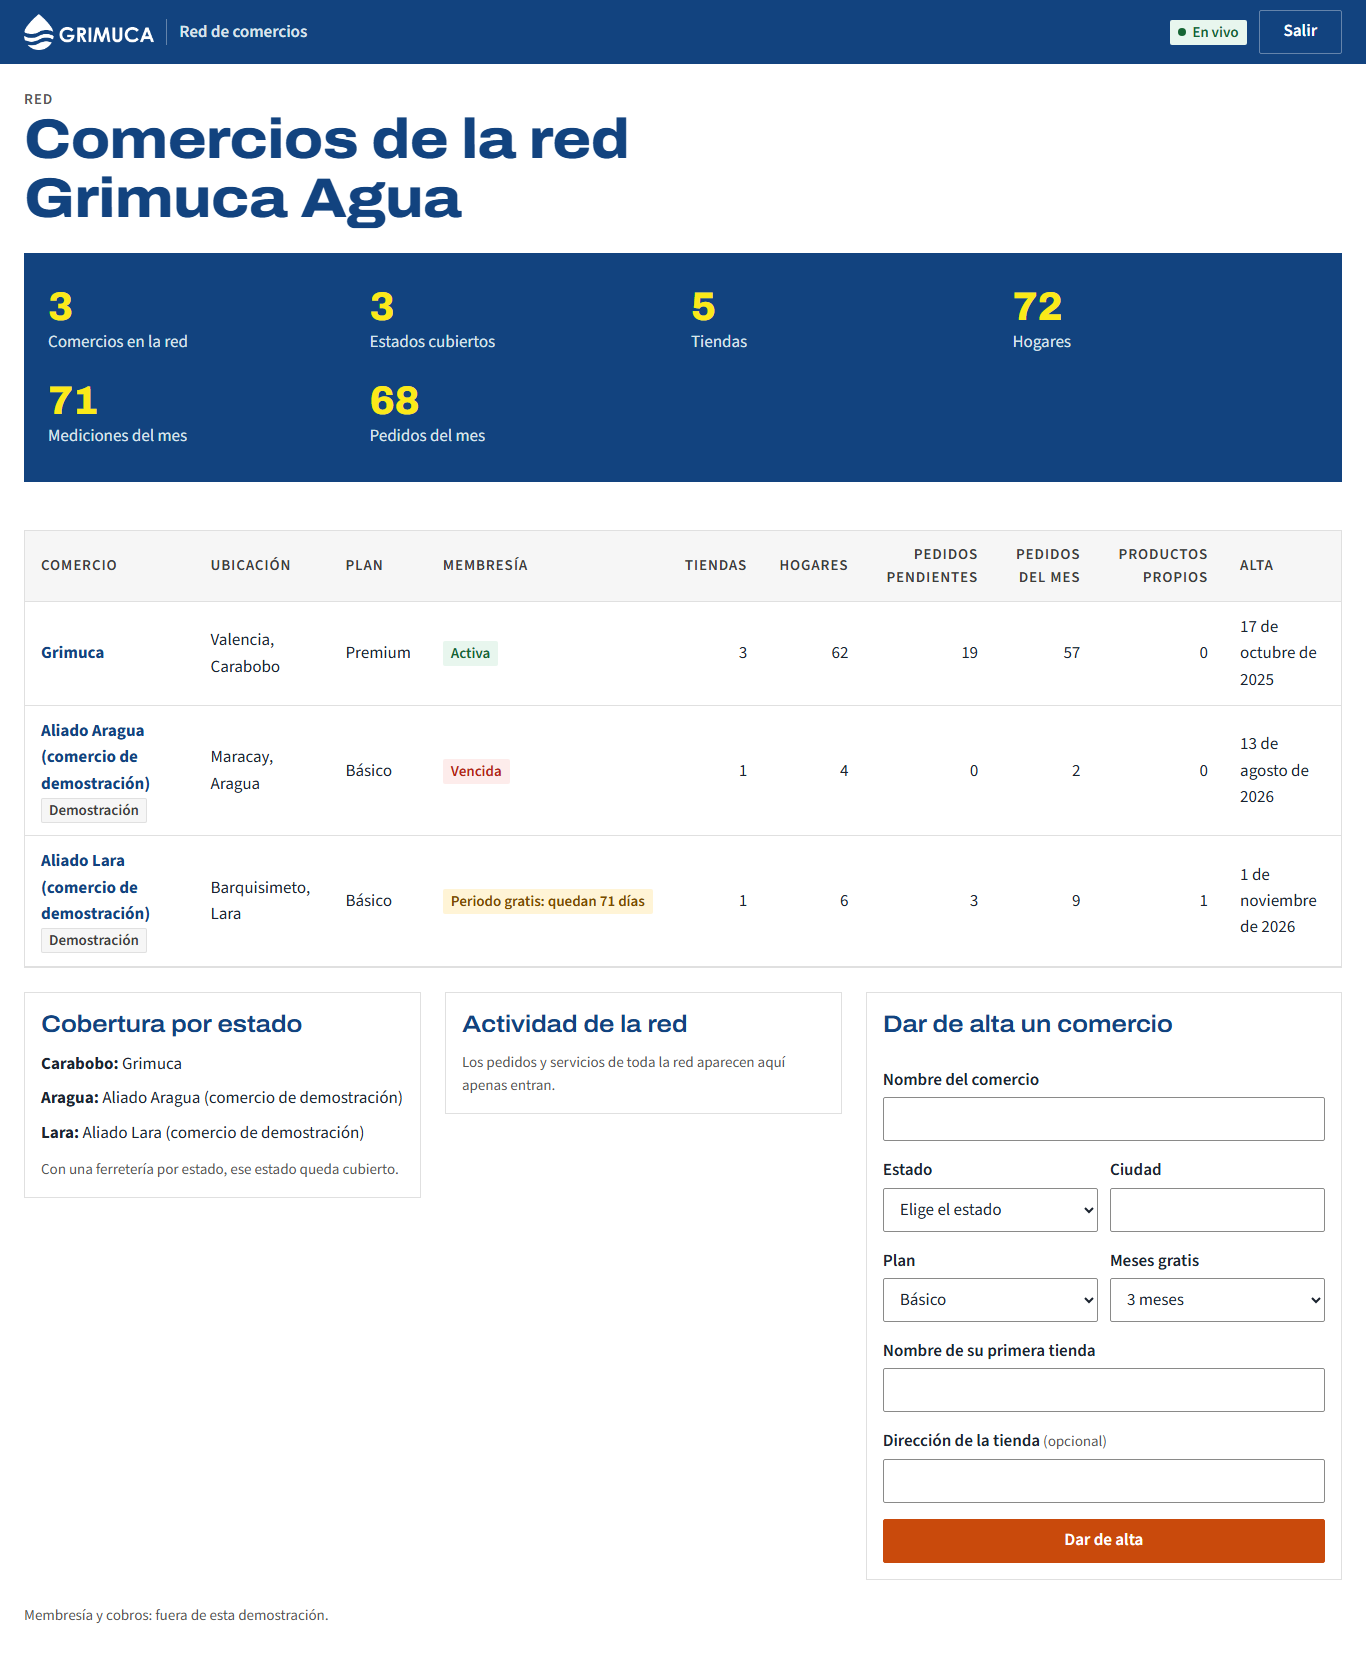 GRIMUCA
Red de comercios
En vivo
Salir
RED
Comercios de la red
Grimuca Agua
3
Comercios en la red
3
Estados cubiertos
5
Tiendas
72
Hogares
71
Mediciones del mes
68
Pedidos del mes
COMERCIO
UBICACIÓN
PLAN
MEMBRESÍA
TIENDAS
HOGARES
PEDIDOS
PENDIENTES
PEDIDOS
DEL MES
PRODUCTOS
PROPIOS
ALTA
Grimuca
Valencia,
Carabobo
Premium
Activa
3
62
19
57
0
17 de
octubre de
2025
Aliado Aragua
(comercio de
demostración)
Demostración
Maracay,
Aragua
Básico
Vencida
1
4
0
2
0
13 de
agosto de
2026
Aliado Lara
(comercio de
demostración)
Demostración
Barquisimeto,
Lara
Básico
Periodo gratis: quedan 71 días
1
6
3
9
1
1 de
noviembre
de 2026
Cobertura por estado
Carabobo: Grimuca
Aragua: Aliado Aragua (comercio de demostración)
Lara: Aliado Lara (comercio de demostración)
Con una ferretería por estado, ese estado queda cubierto.
Actividad de la red
Los pedidos y servicios de toda la red aparecen aquí
apenas entran.
Dar de alta un comercio
Nombre del comercio
Estado
Ciudad
Elige el estado
Plan
Meses gratis
Básico
3 meses
Nombre de su primera tienda
Dirección de la tienda (opcional)
Dar de alta
Membresía y cobros: fuera de esta demostración.